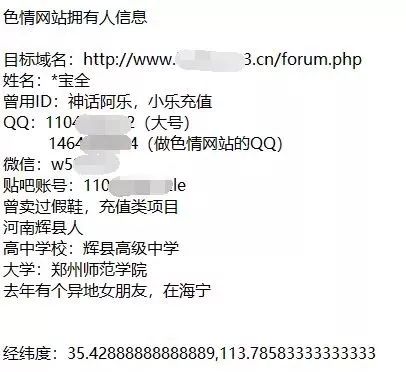 色情网站拥有人信息
目标域名：http://www. 3.cn/forum.php
姓名：*宝全
曾用ID：神话阿乐，小乐充值
QQ：1104 2（大号）
1464 4（做色情网站的QQ）
微信：w5
贴吧账号：110 le
曾卖过假鞋，充值类项目
河南辉县人
高中学校：辉县高级中学
大学：郑州师范学院
去年有个异地女朋友，在海宁
经纬度：35.42888888888889,113.78583333333333